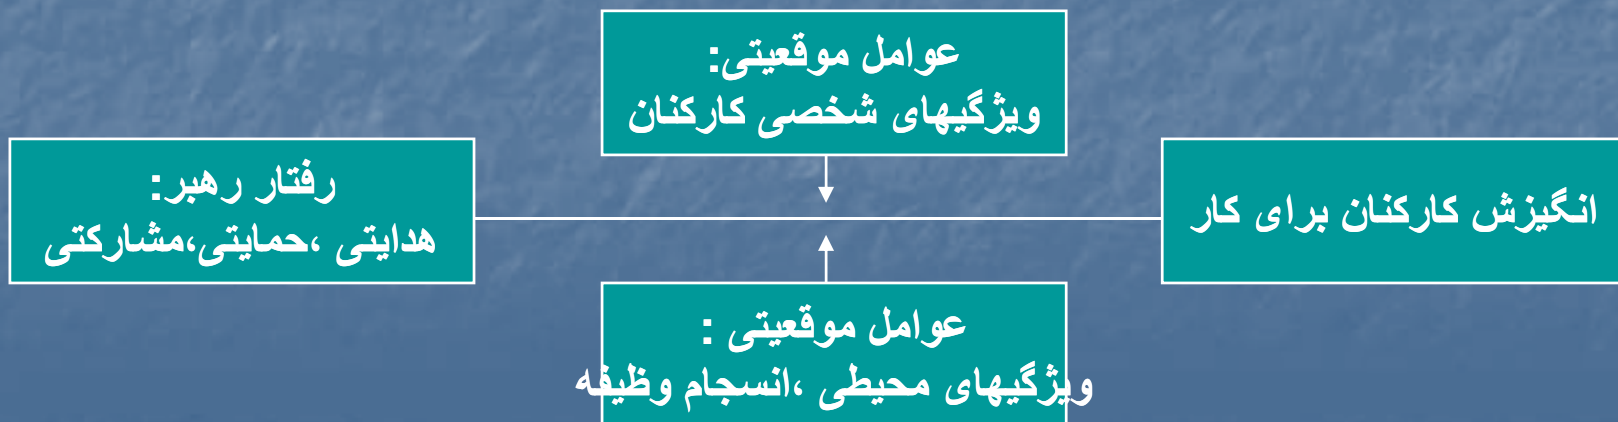 عوامل موقعیتی:
ویژگیهای شخصی کارکنان
رفتار رهبر:
هدایتی ،حمایتی،مشارکتی
انگیزش کارکنان برای کار
عوامل موقعیتی :
ویژگیهای محیطی ،انسجام وظیفه